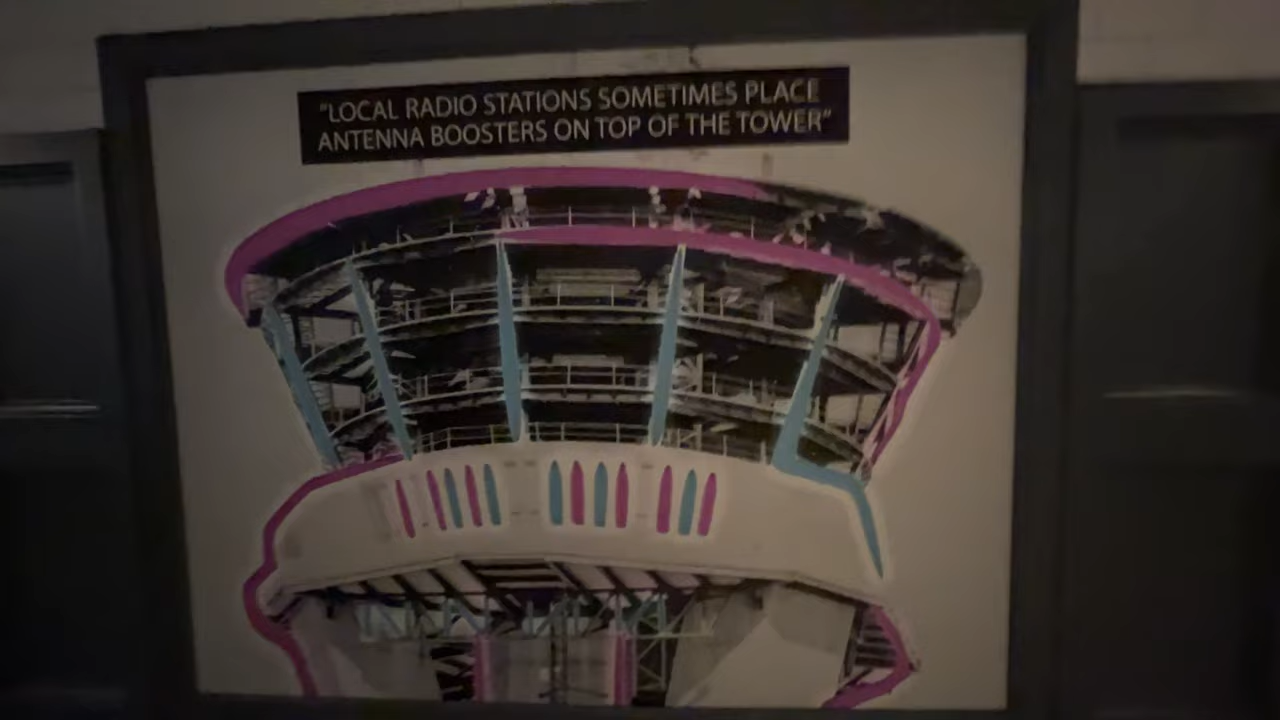 "LOCAL RADIO STATIONS SOMETIMES PLACE
ANTENNA BOOSTERS ON TOP OF THE TOWER"